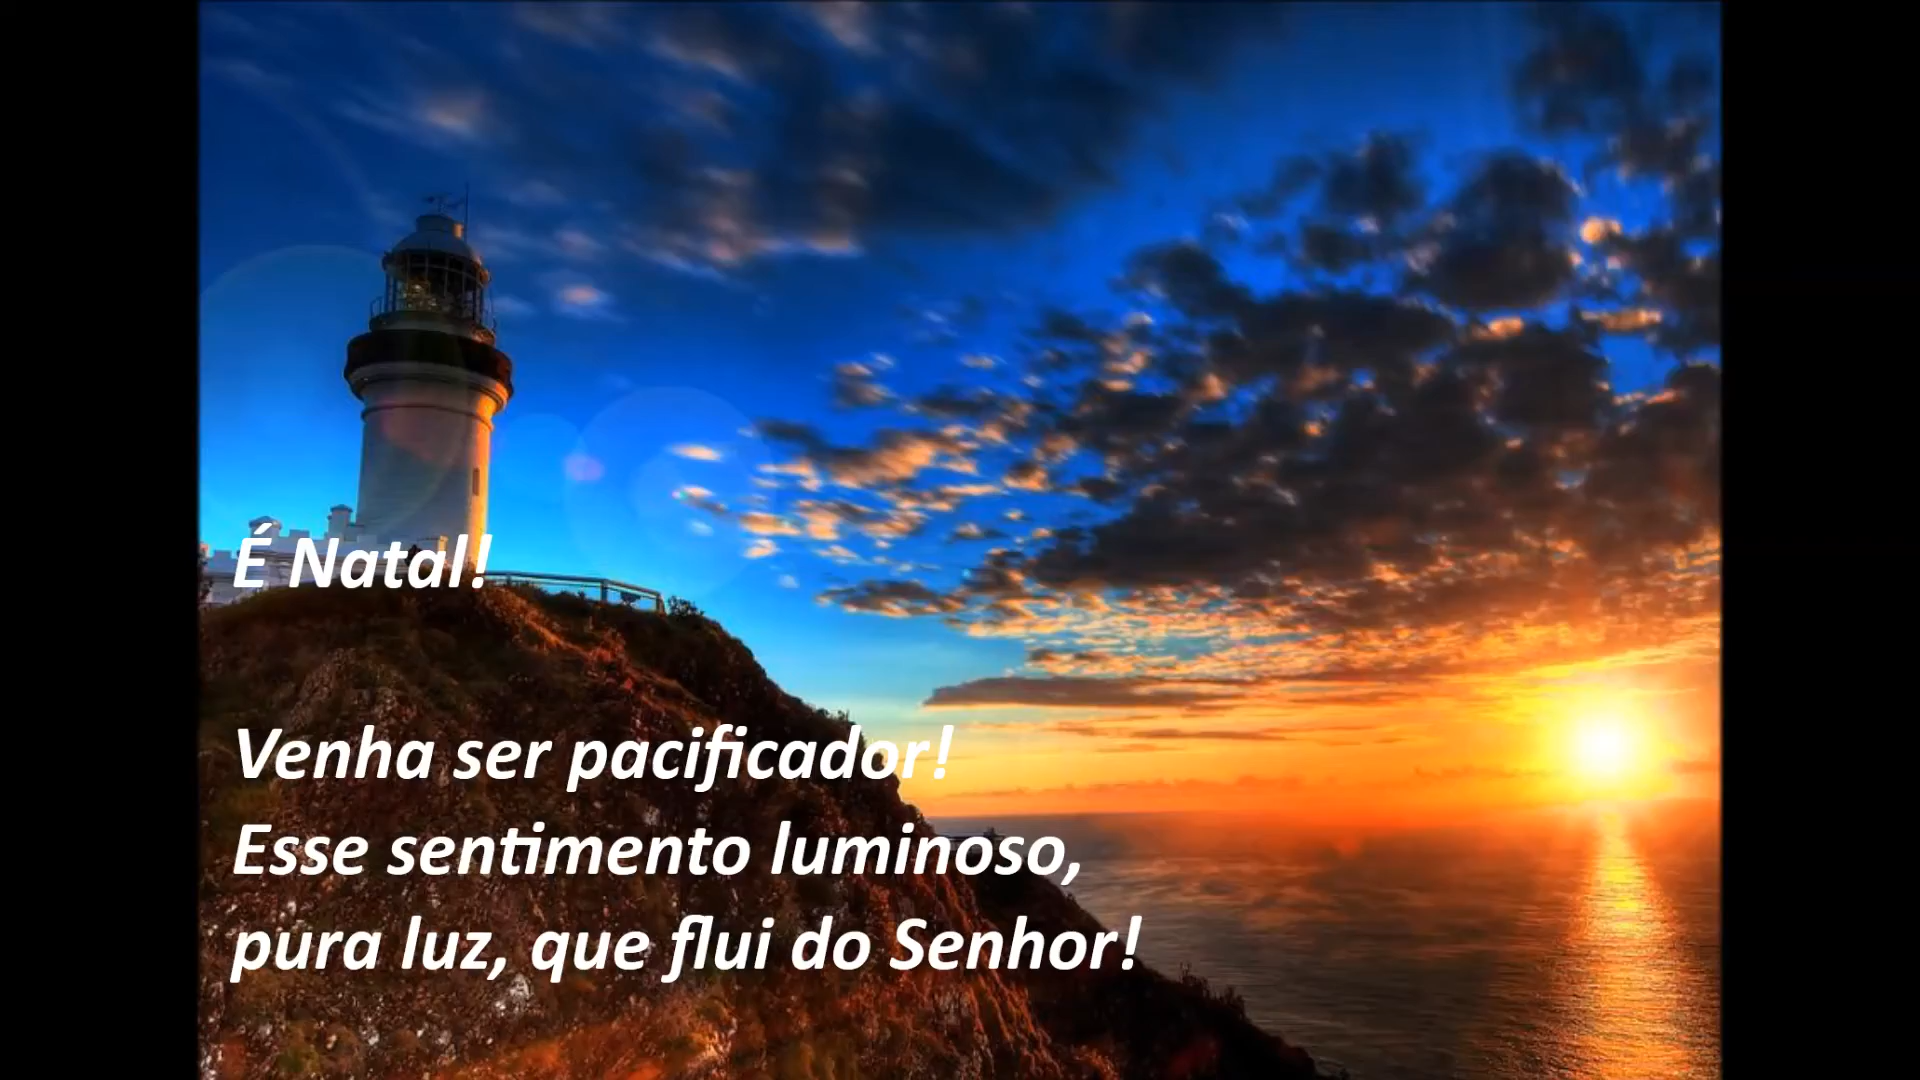 É Natal!
Venha ser pacificador!
Esse sentimento luminoso,
pura luz, que flui do Senhor!